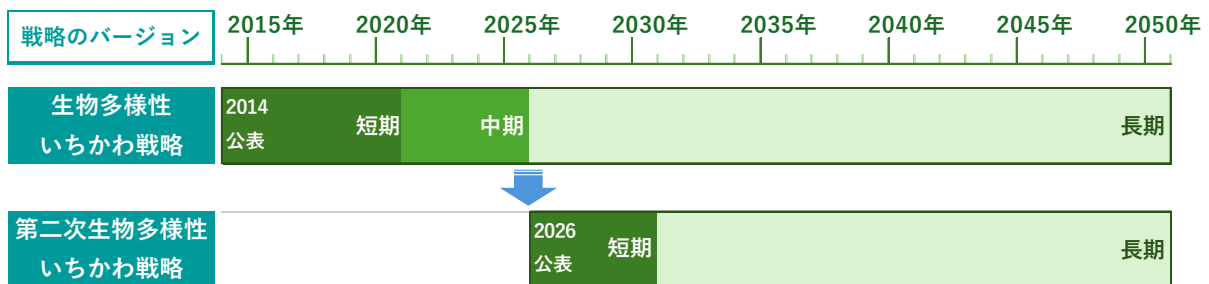 戦略のバージョン
2015年 2020年 2025年 2030年 2035年 2040年 2045年 2050年
生物多様性
いちかわ戦略
2014
公表
短期
中期
長期
第二次生物多様性
いちかわ戦略
2026
公表
短期
長期